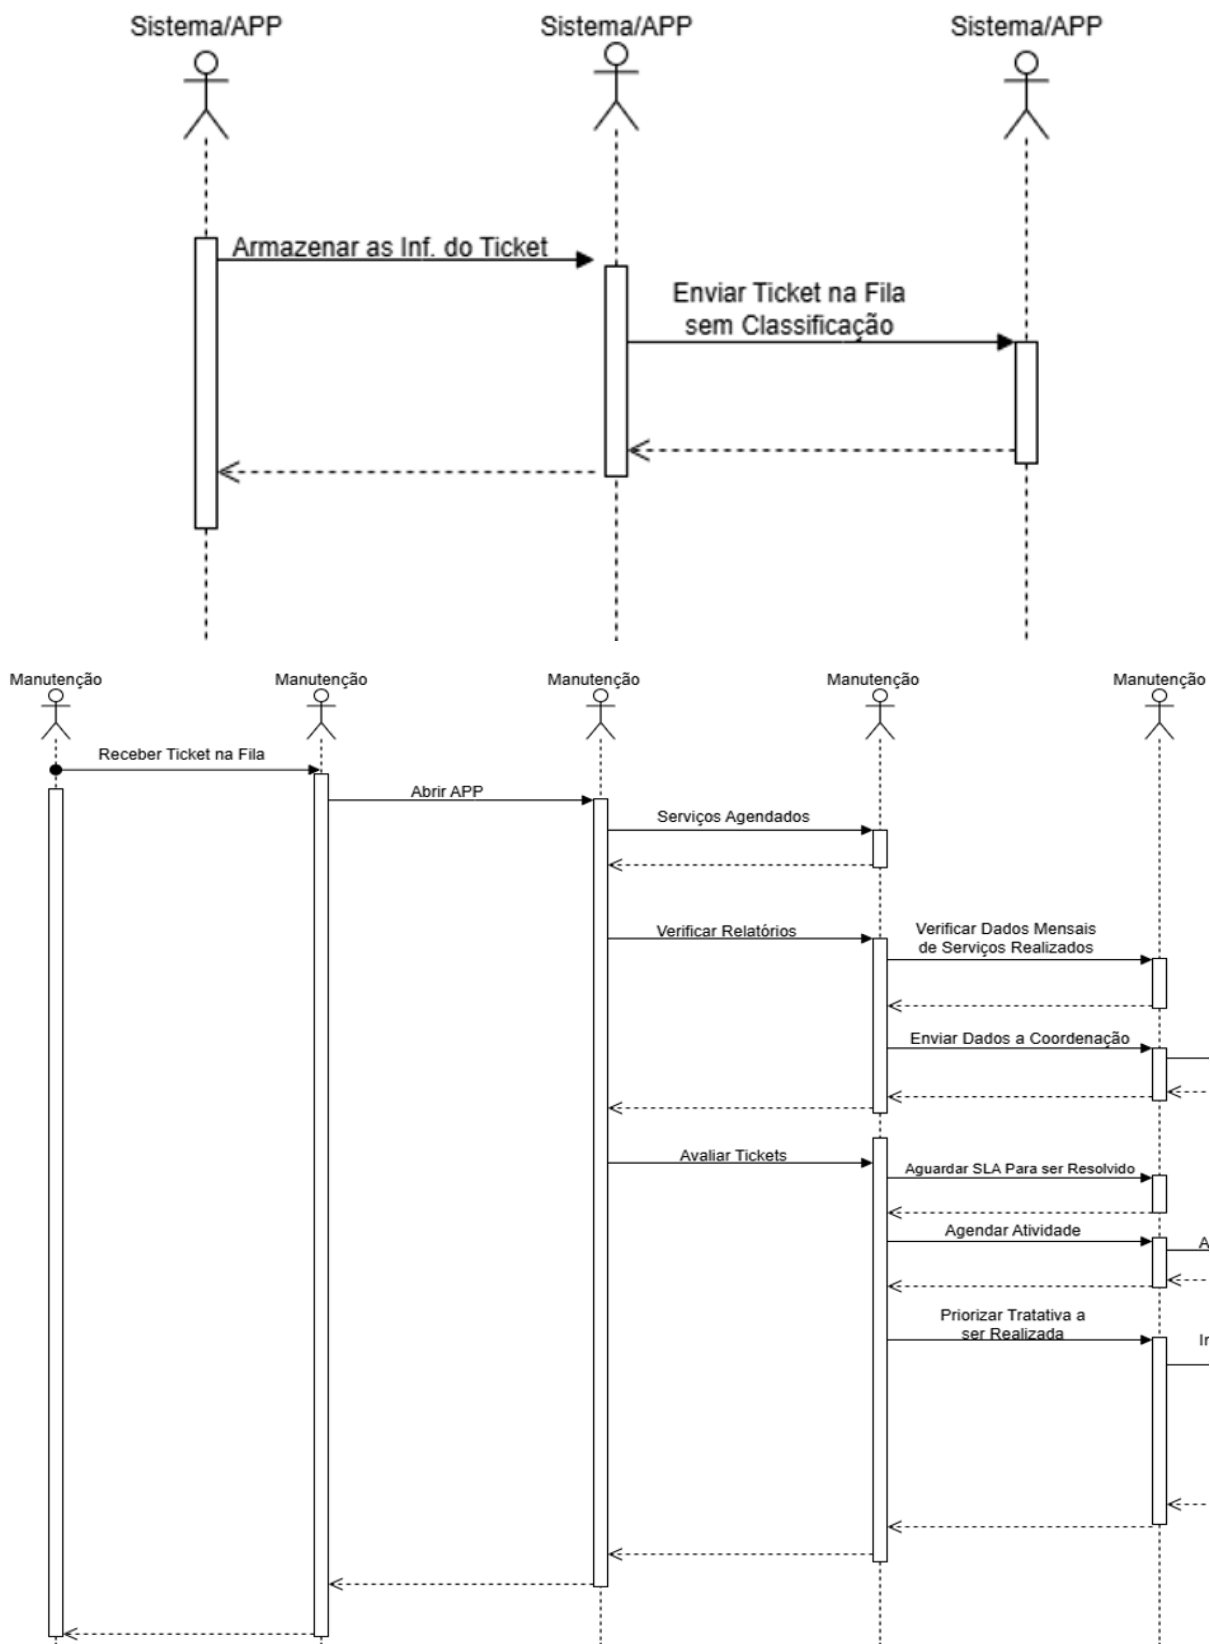 Sistema/APP
Sistema/APP
Sistema/APP
Armazenar as Inf. do Ticket
Enviar Ticket na Fila
sem Classificação
Manutenção
Manutenção
Manutenção
Manutenção
Manutenção
Receber Ticket na Fila
Abrir APP
Serviços Agendados
Verificar Relatórios
Verificar Dados Mensais
de Serviços Realizados
Enviar Dados a Coordenação
Avaliar Tickets
Aguardar SLA Para ser Resolvido
Agendar Atividade
Priorizar Tratativa a
ser Realizada